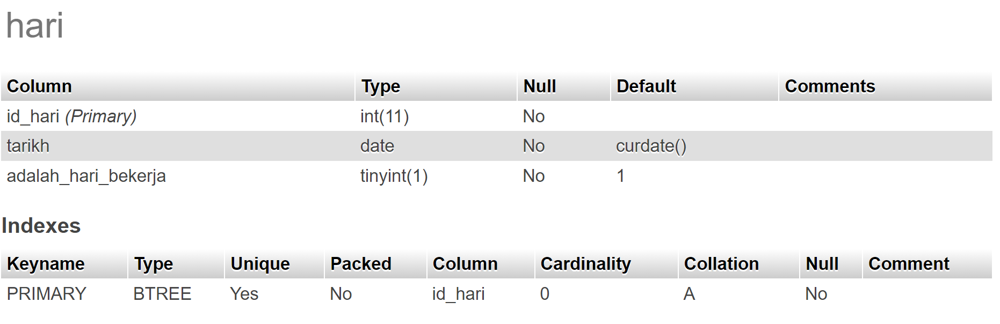 hari
Column Type Null Default Comments
id_hari (Primary) int(11) No
tarikh date No curdate()
adalah_hari_bekerja tinyint(1) No 1
Indexes
Keyname Type Unique Packed Column Cardinality Collation Null Comment
PRIMARY BTREE Yes No id_hari 0 A No